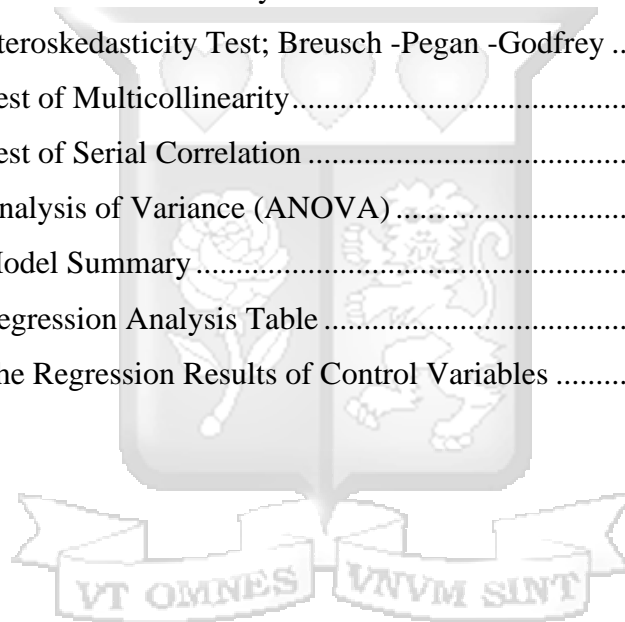 teroskedasticity Test; Breusch -Pegan -Godfrey ..
est of Multicollinearity....................................
est of Serial Correlation ..................................
nalysis of Variance (ANOVA) .........................
Model Summary ..............................................
egression Analysis Table ................................
he Regression Results of Control Variables .........
VT OMNES VNVM SINT